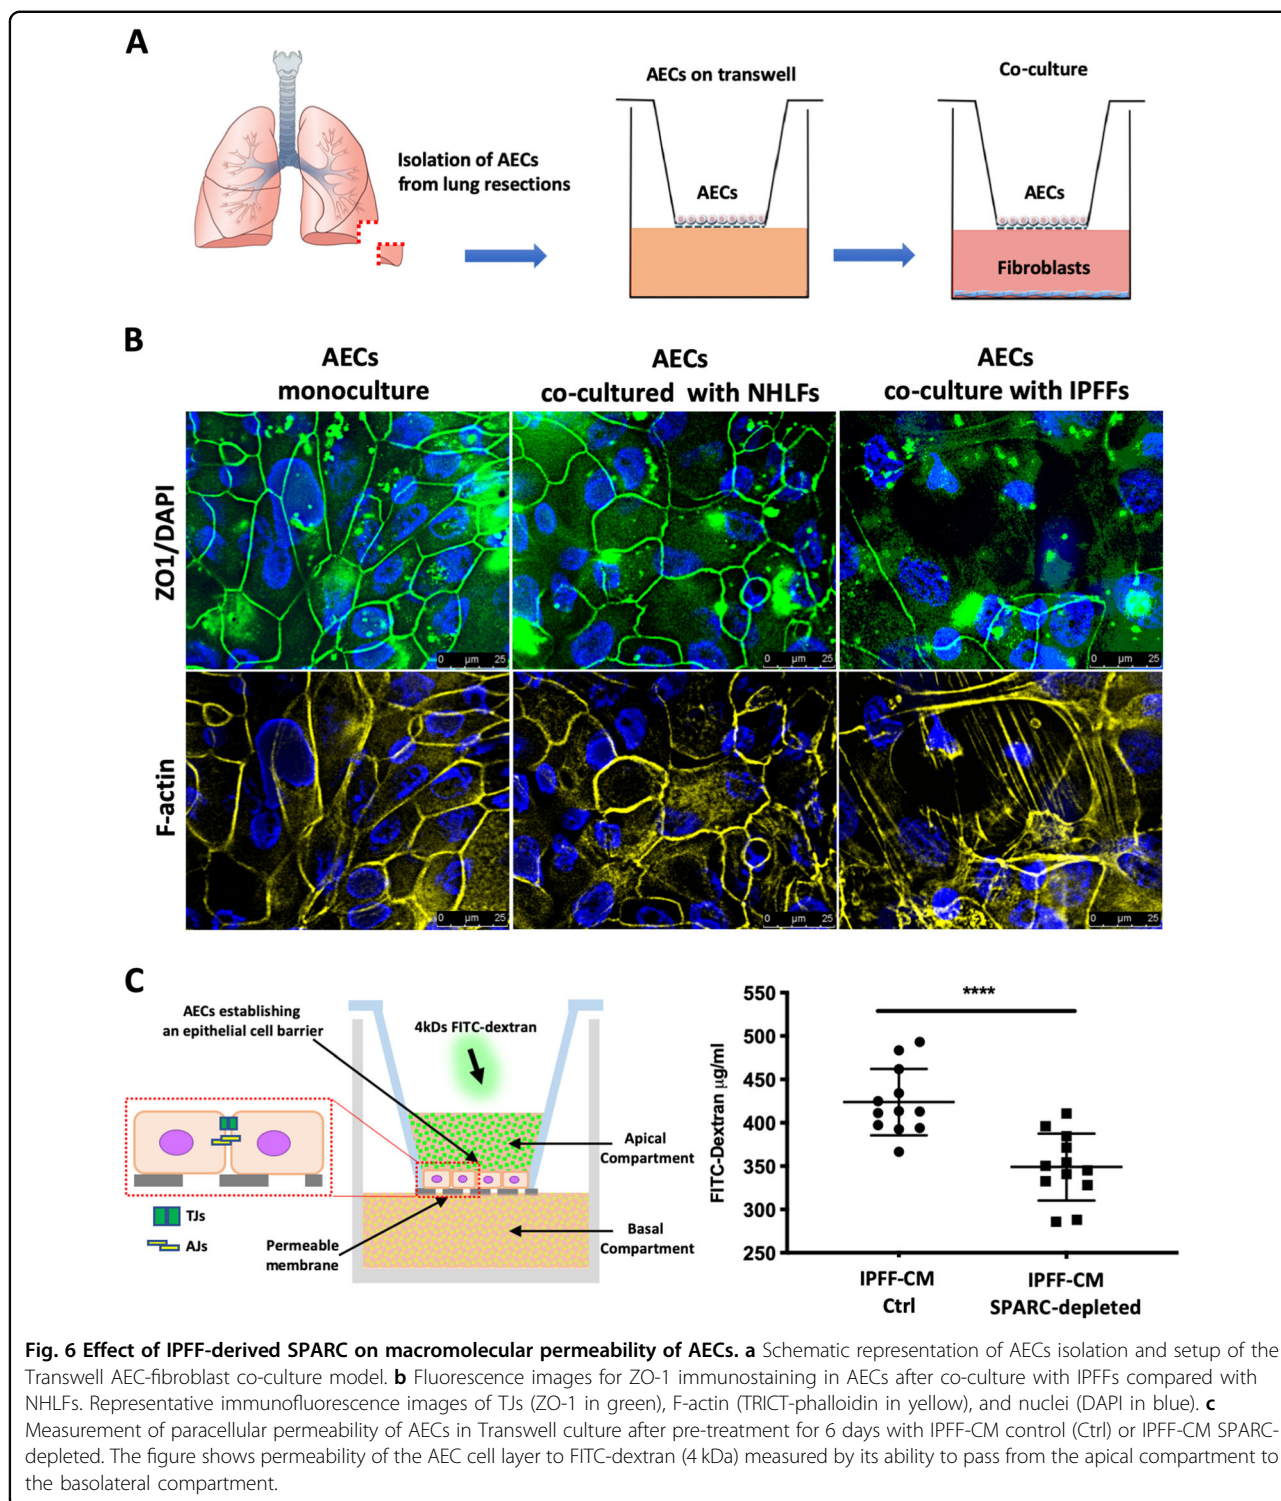 A
Isolation of AECs
from lung resections
AECs on transwell
AECs
Co-culture
AECs
Fibroblasts
B
AECs
monoculture
AECs
co-cultured with NHLFs
AECs
co-culture with IPFFs
ZO1/DAPI
0 µm 25
0 µm 25
0 µm 25
F-actin
0 µm 25
0 µm 25
0 µm 25
C
AECs establishing
an epithelial cell barrier
4kDs FITC-dextran
Apical
Compartment
Basal
Compartment
Permeable
membrane
TJs
AJs
FITC-Dextran µg/ml
550
500
450
400
350
300
250
****
IPFF-CM
Ctrl
IPFF-CM
SPARC-depleted
Fig. 6 Effect of IPFF-derived SPARC on macromolecular permeability of AECs. a Schematic representation of AECs isolation and setup of the
Transwell AEC-fibroblast co-culture model. b Fluorescence images for ZO-1 immunostaining in AECs after co-culture with IPFFs compared with
NHLFs. Representative immunofluorescence images of TJs (ZO-1 in green), F-actin (TRICT-phalloidin in yellow), and nuclei (DAPI in blue). c
Measurement of paracellular permeability of AECs in Transwell culture after pre-treatment for 6 days with IPFF-CM control (Ctrl) or IPFF-CM SPARC-
depleted. The figure shows permeability of the AEC cell layer to FITC-dextran (4 kDa) measured by its ability to pass from the apical compartment to
the basolateral compartment.